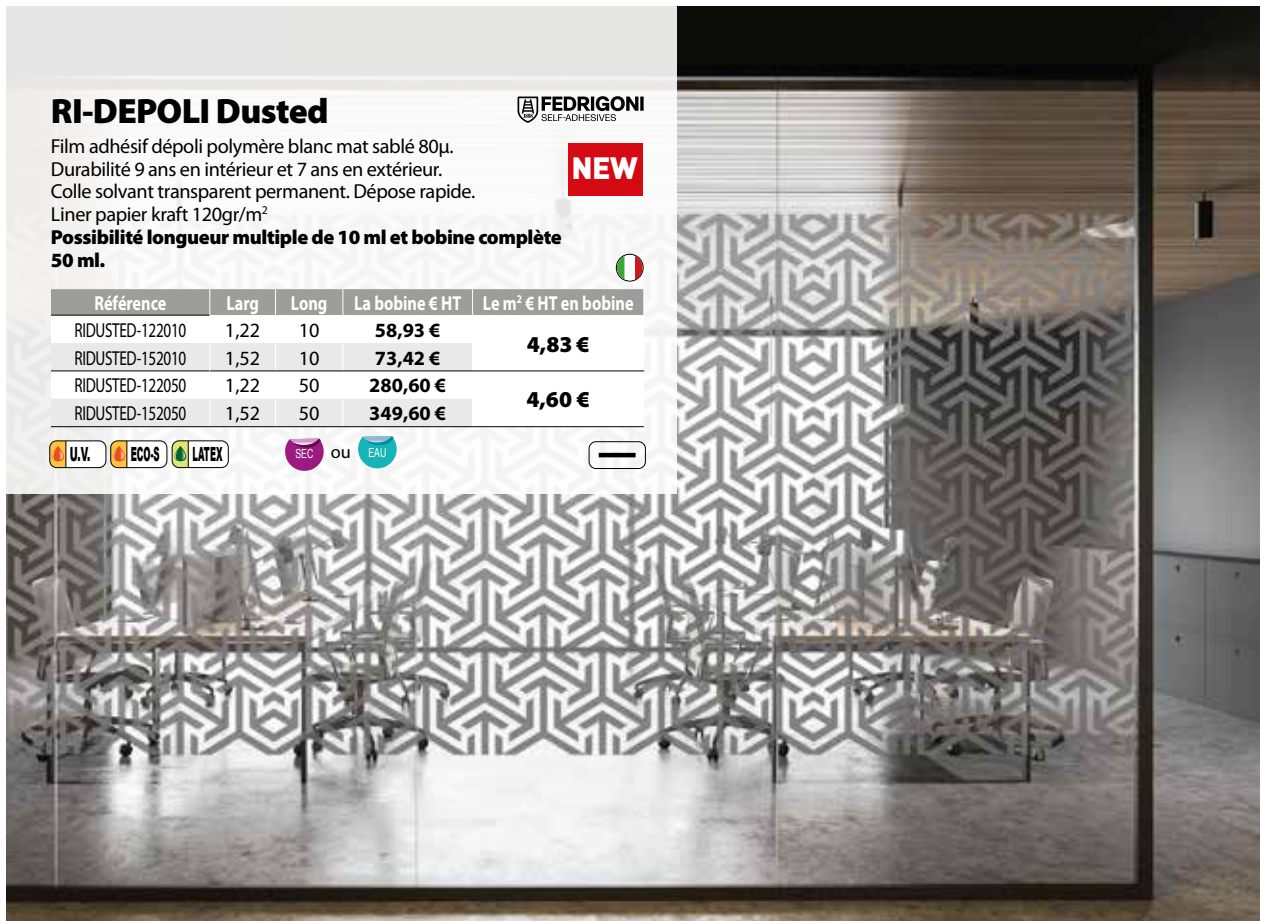 RI-DEPOLI Dusted
FEDRIGONI
SELF-ADHESIVES
Film adhésif dépoli polymère blanc mat sablé 80µ.
Durabilité 9 ans en intérieur et 7 ans en extérieur.
Colle solvant transparent permanent. Dépose rapide.
Liner papier kraft 120gr/m²
Possibilité longueur multiple de 10 ml et bobine complète
50 ml.
NEW
Référence Larg Long La bobine € HT Le m² € HT en bobine
RIDUSTED-122010 1,22 10 58,93 €
RIDUSTED-152010 1,52 10 73,42 €
4,83 €
RIDUSTED-122050 1,22 50 280,60 €
RIDUSTED-152050 1,52 50 349,60 €
4,60 €
U.V. ECO-S LATEX SEC ou EAU